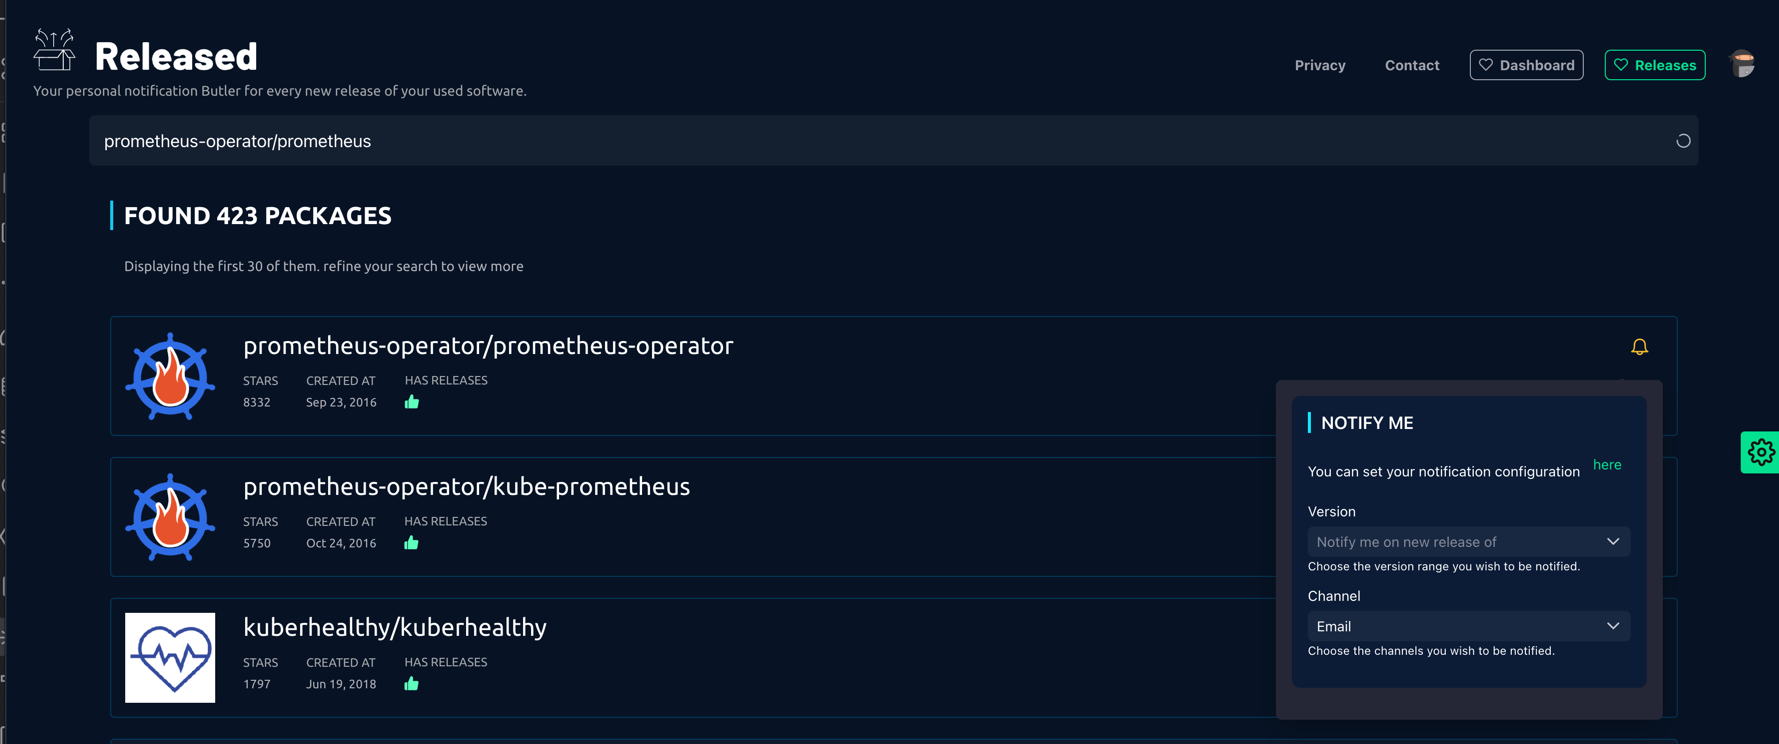 Released
Your personal notification Butler for every new release of your used software.
Privacy
Contact
Dashboard
Releases
prometheus-operator/prometheus
FOUND 423 PACKAGES
Displaying the first 30 of them. refine your search to view more
prometheus-operator/prometheus-operator
STARS CREATED AT HAS RELEASES
8332 Sep 23, 2016
prometheus-operator/kube-prometheus
STARS CREATED AT HAS RELEASES
5750 Oct 24, 2016
kuberhealthy/kuberhealthy
STARS CREATED AT HAS RELEASES
1797 Jun 19, 2018
NOTIFY ME
You can set your notification configuration here
Version
Notify me on new release of
Choose the version range you wish to be notified.
Channel
Email
Choose the channels you wish to be notified.